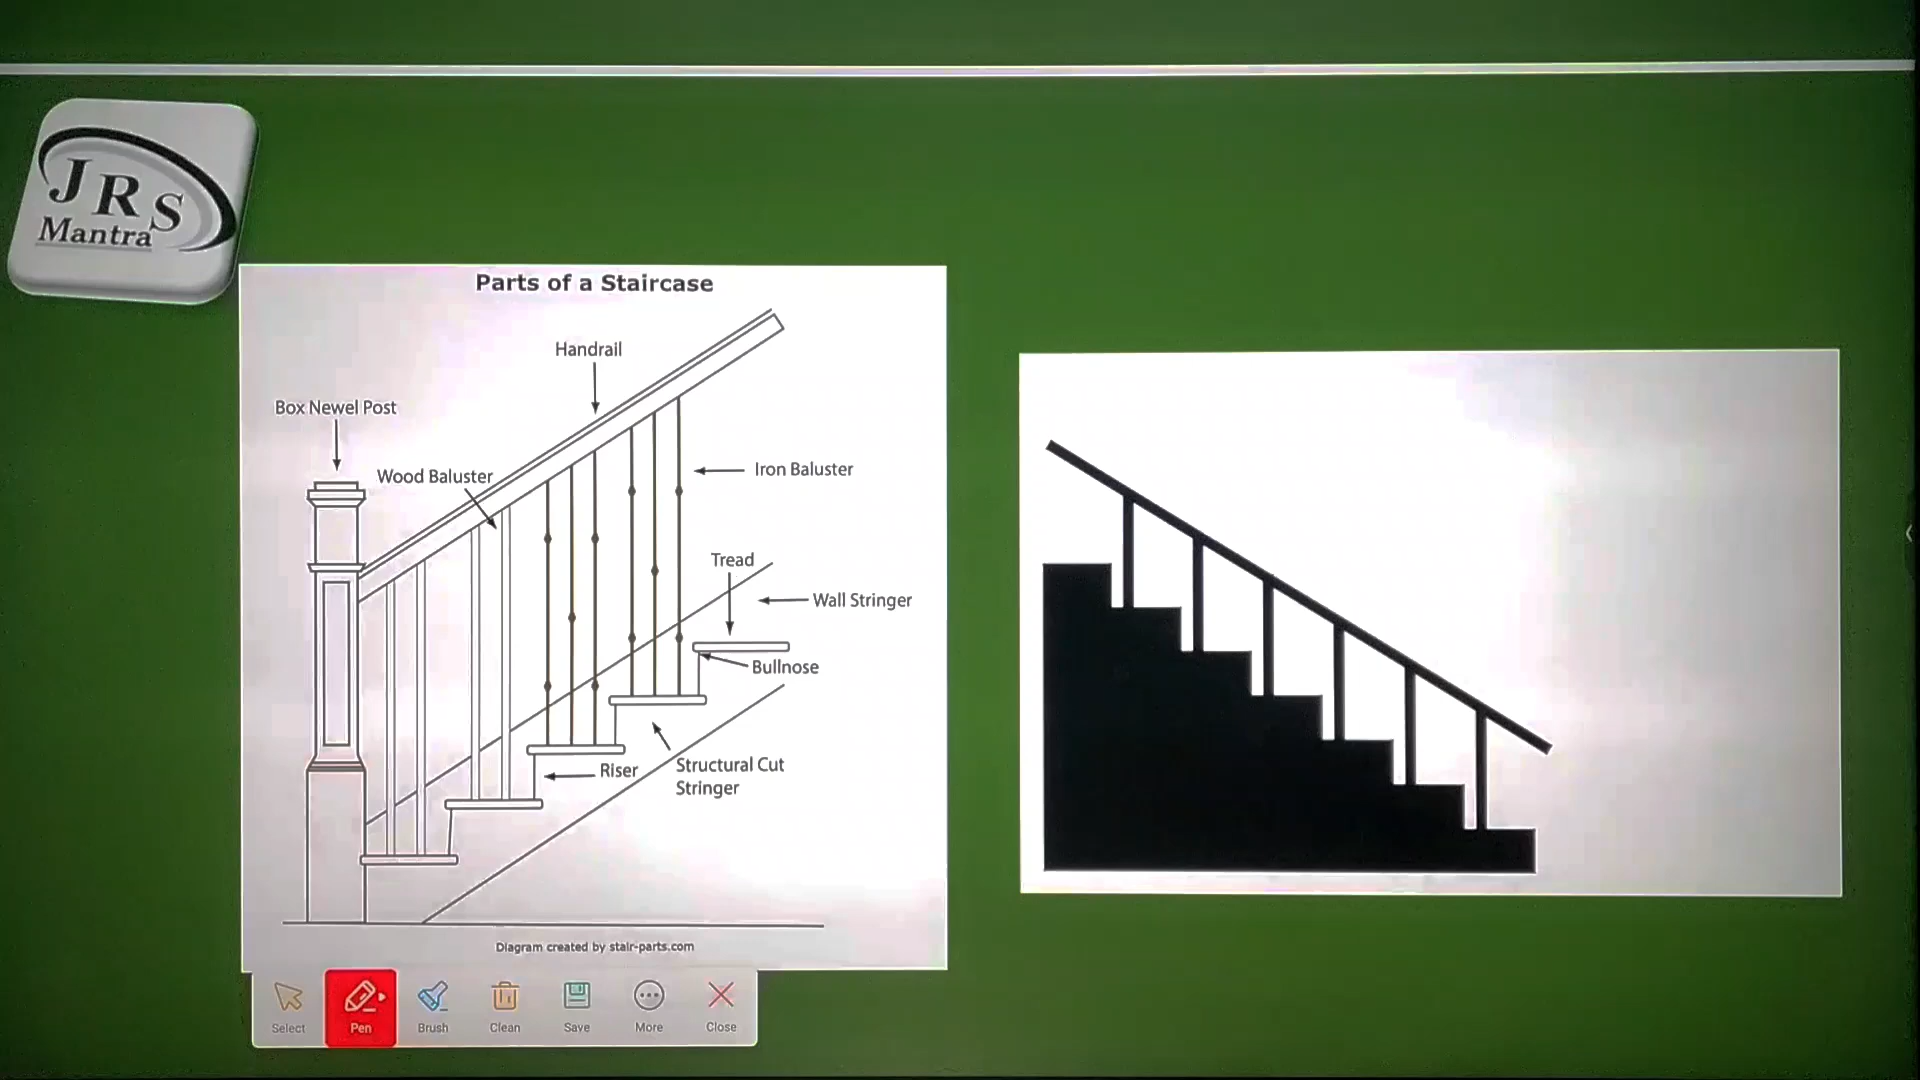 JRS
Mantra
Parts of a Staircase
Handrail
Box Newel Post
Wood Baluster
Iron Baluster
Tread
Wall Stringer
Bullnose
Riser
Structural Cut
Stringer
Diagram created by stair-parts.com
Select
Pen
Brush
Clean
Save
More
Close